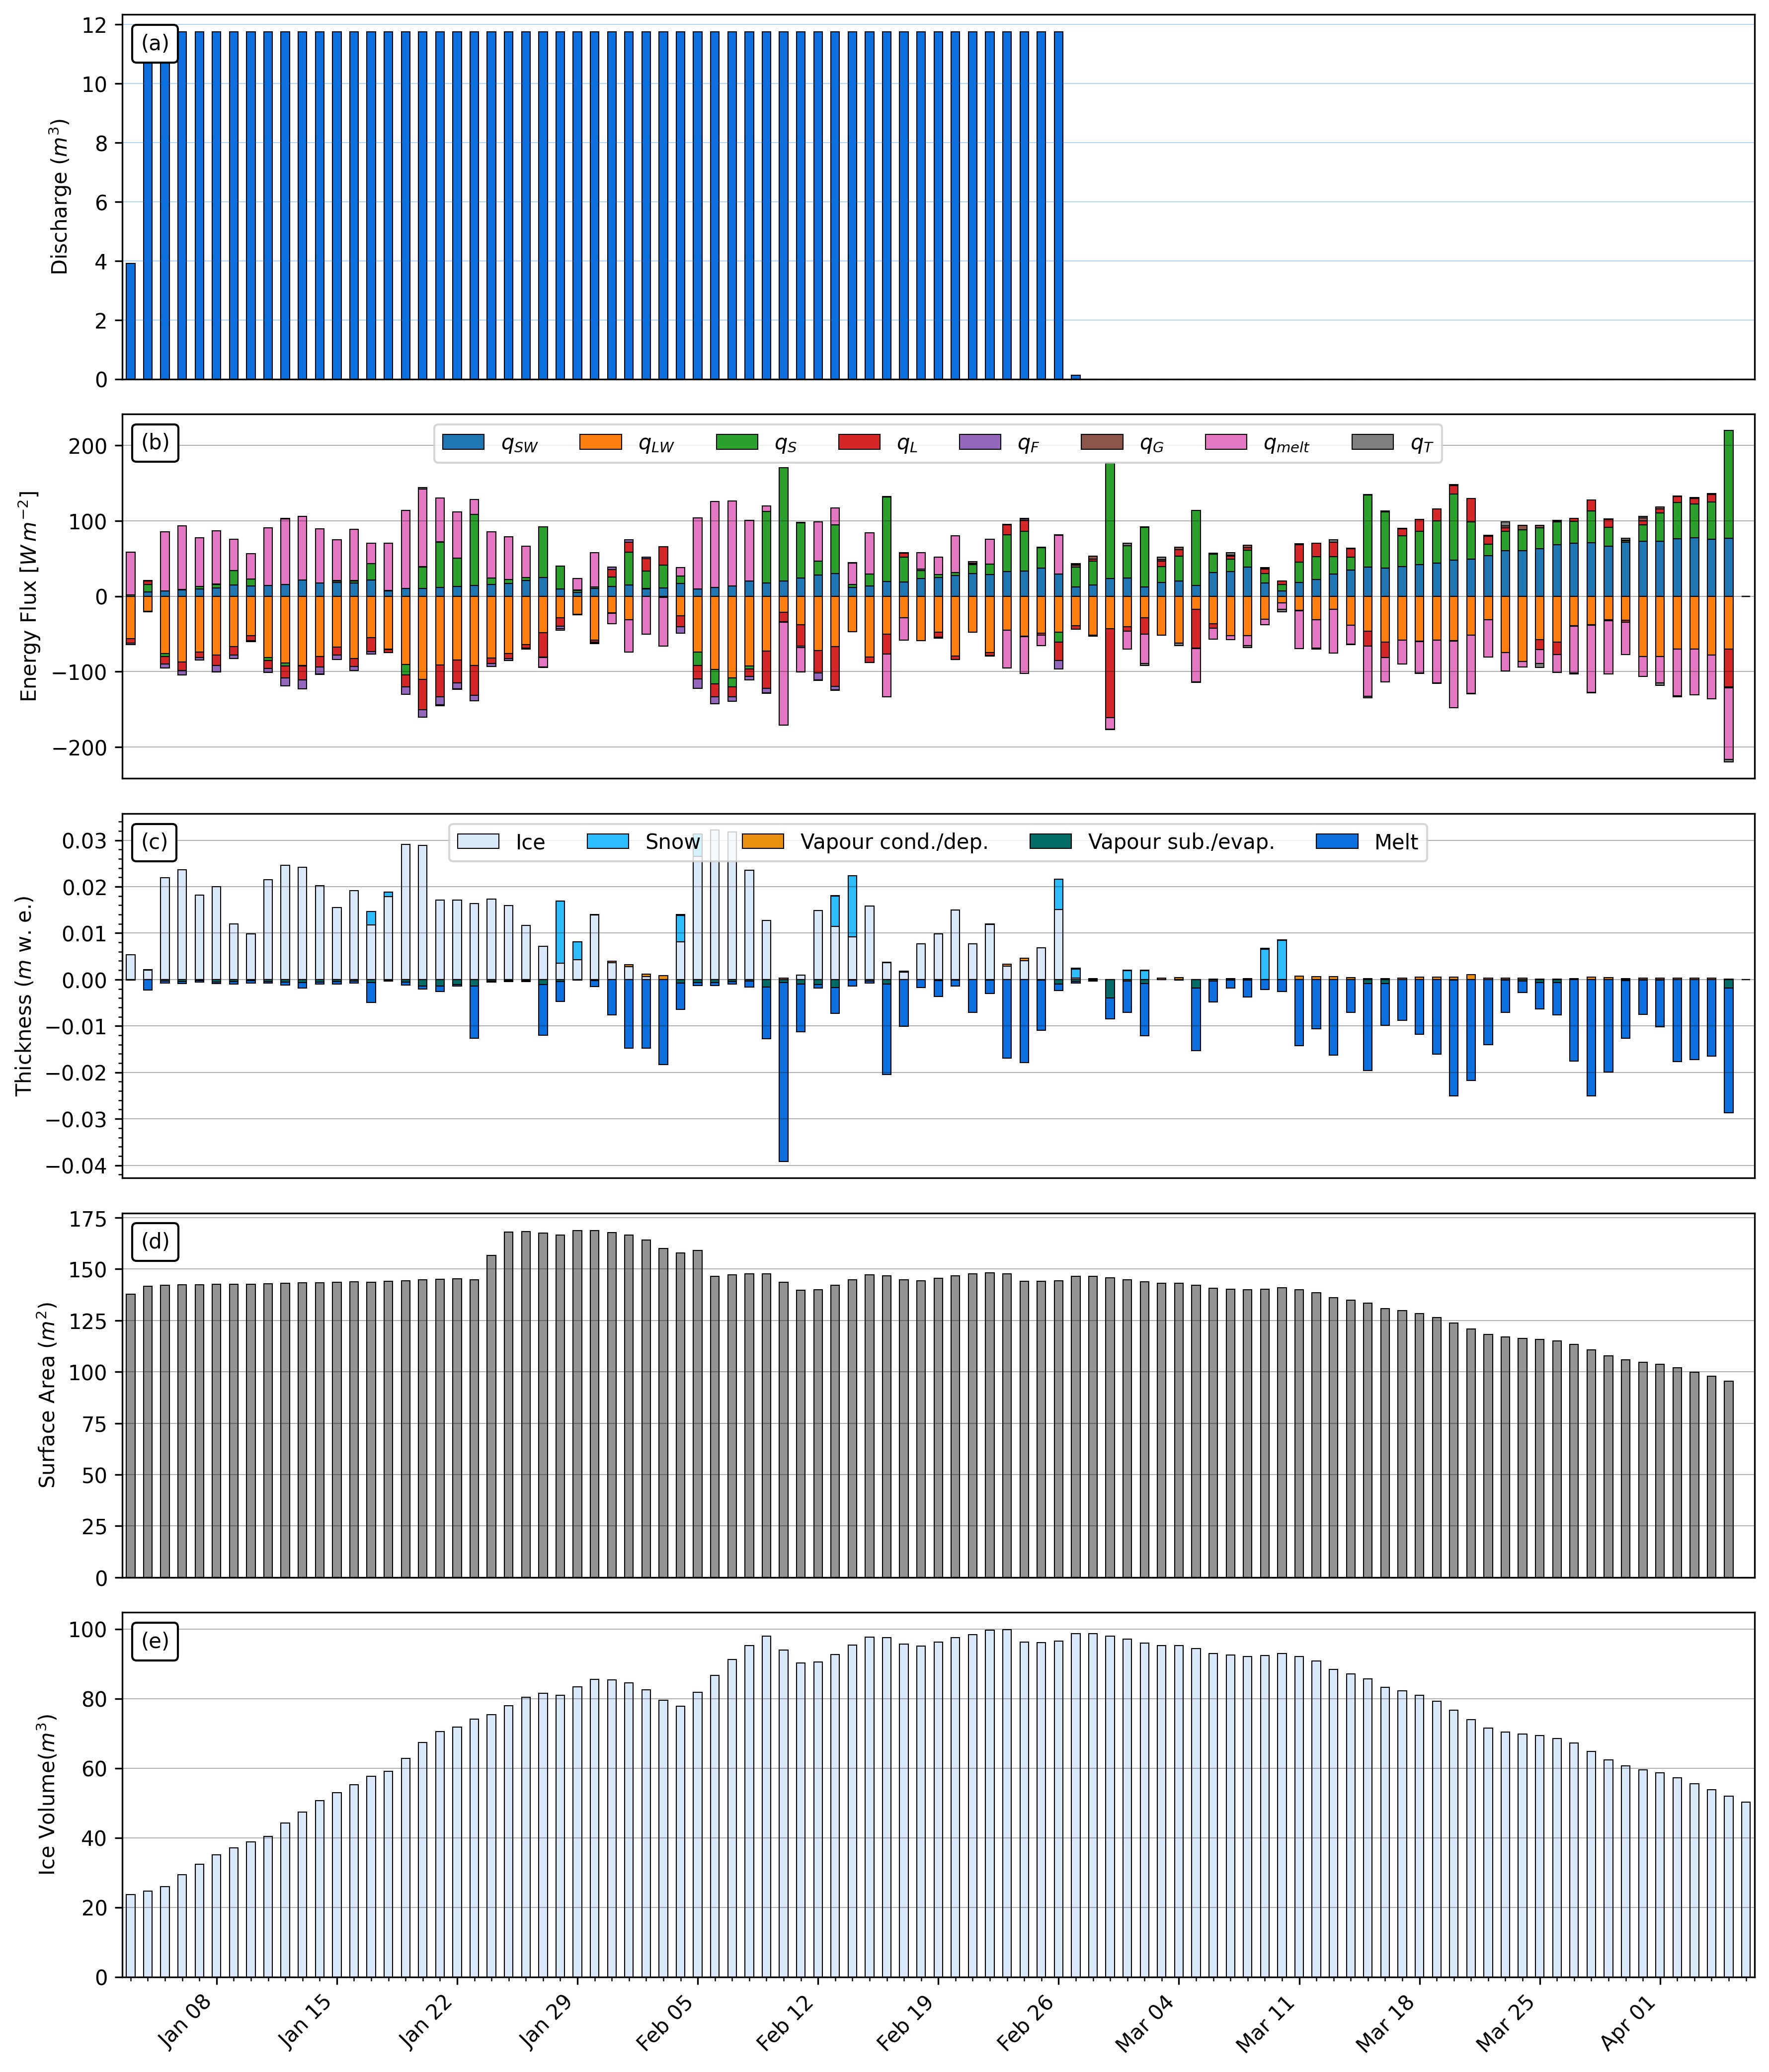 (a)
Discharge (m³)
12
10
8
6
4
2
0
(b)
q_SW q_LW q_S q_L q_F q_G q_melt q_T
Energy Flux [W m⁻²]
200
100
0
−100
−200
(c)
Ice Snow Vapour cond./dep. Vapour sub./evap. Melt
Thickness (m w. e.)
0.03
0.02
0.01
0.00
−0.01
−0.02
−0.03
−0.04
(d)
Surface Area (m²)
175
150
125
100
75
50
25
0
(e)
Ice Volume(m³)
100
80
60
40
20
0
Jan 08 Jan 15 Jan 22 Jan 29 Feb 05 Feb 12 Feb 19 Feb 26 Mar 04 Mar 11 Mar 18 Mar 25 Apr 01